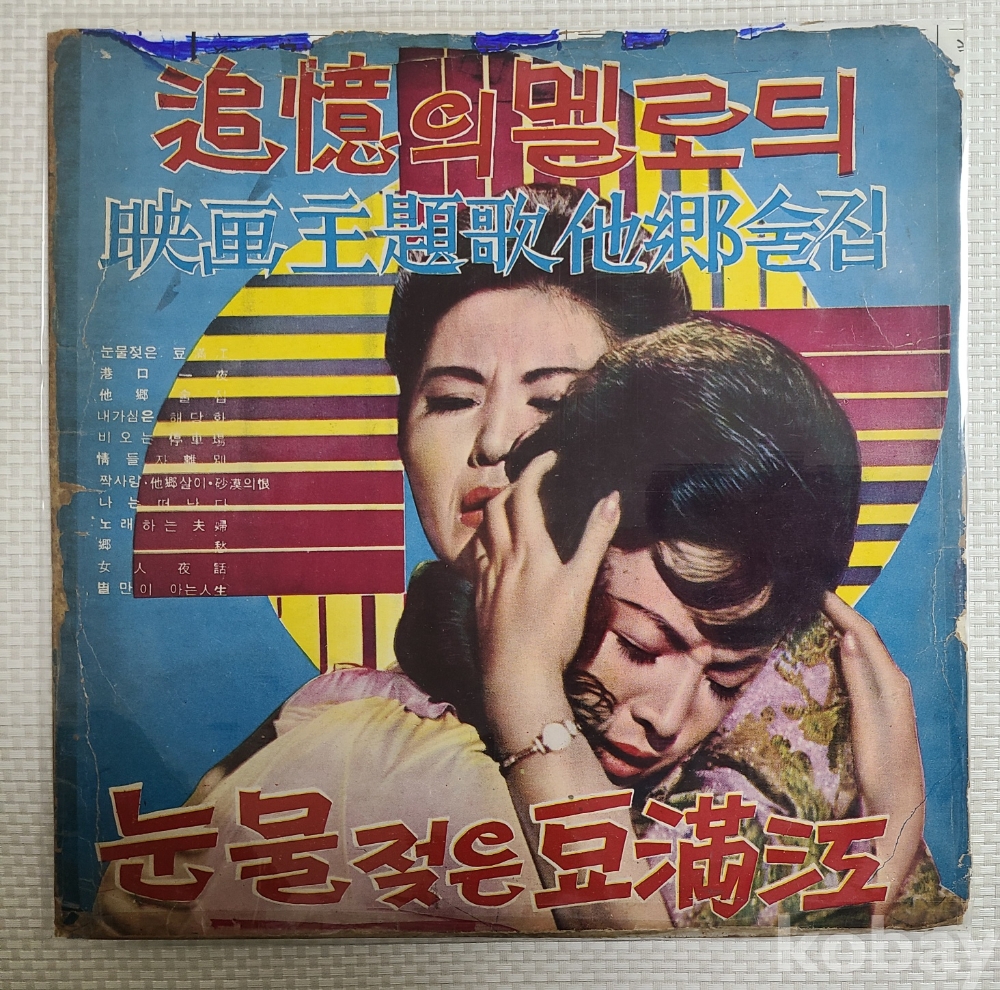 追憶의 멜로듸
映画主題歌 他鄕술집
눈물젖은 豆
港口一夜
他鄕술집
내가심은 해당화
비오는 停車場
情들자 離別
짝사랑・他鄕살이・砂漠의恨
나는 떠난다
노래하는 夫婦
鄕愁
女人夜話
별만이 아는人生
눈물 젖은 豆滿江
kobay